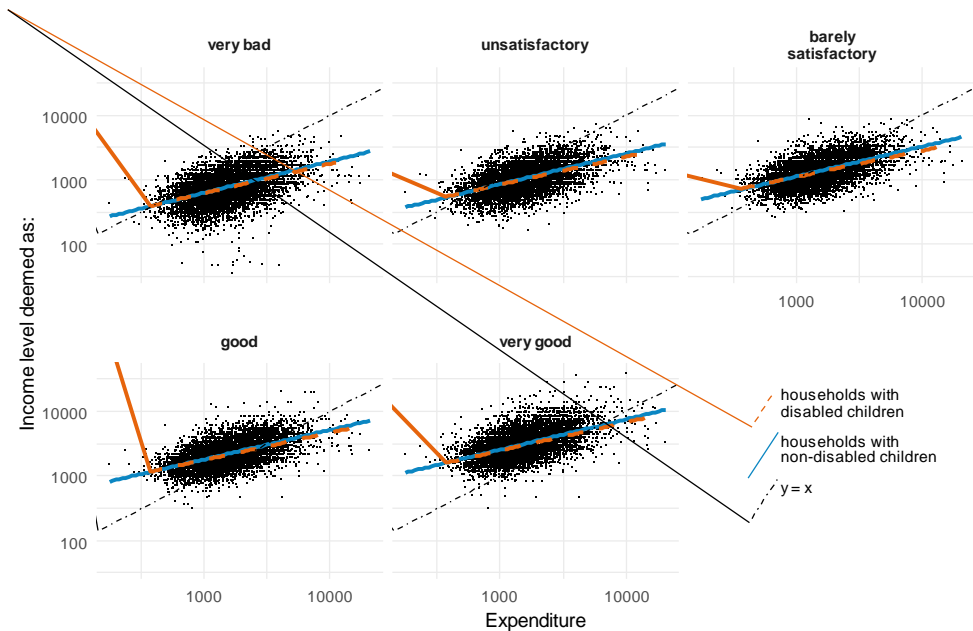 very bad
unsatisfactory
barely
satisfactory
10000
1000
100
1000
10000
Income level deemed as:
good
very good
10000
1000
100
households with
disabled children
households with
non-disabled children
y = x
1000
10000
1000
10000
Expenditure